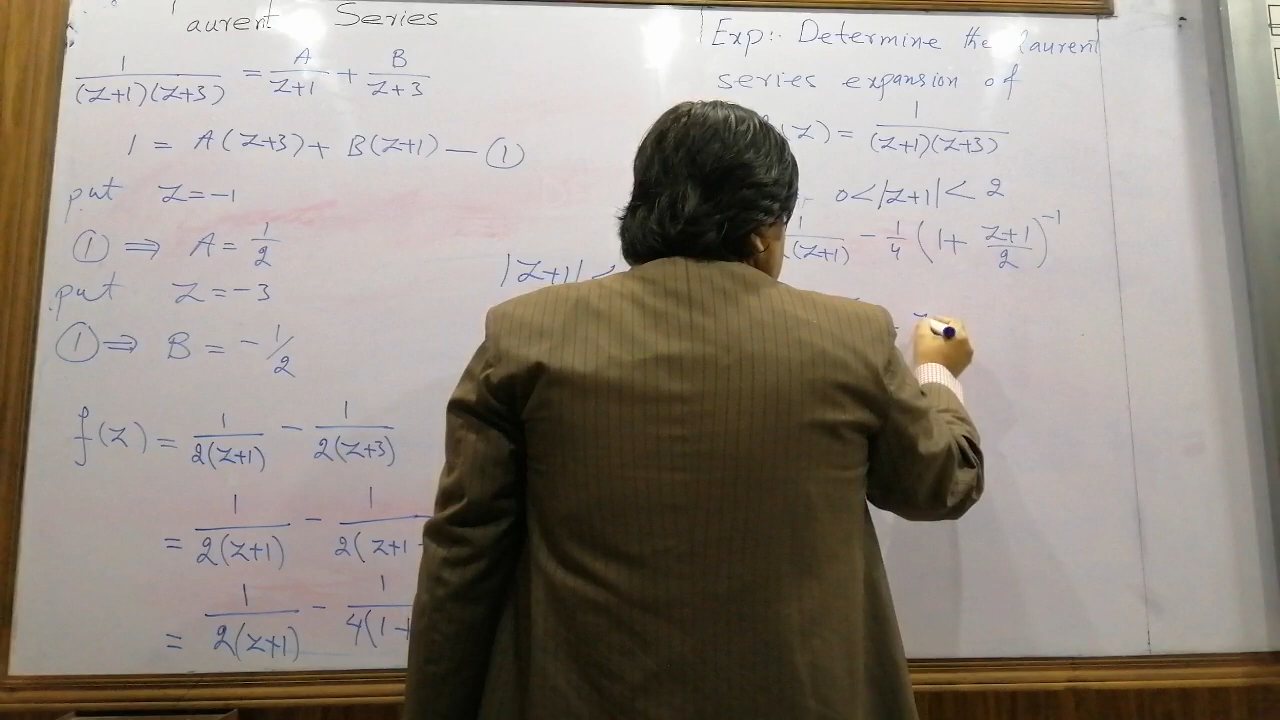 aurent Series
1/((z+1)(z+3)) = A/(z+1) + B/(z+3)
1 = A(z+3) + B(z+1) — ①
put z = -1
① ⇒ A = 1/2
put z = -3
① ⇒ B = -1/2
f(z) = 1/(2(z+1)) - 1/(2(z+3))
= 1/(2(z+1)) - 1/(2(z+1
= 1/(2(z+1)) - 1/(4(1+
|z+1| <
Exp:- Determine the Laurent
series expansion of
(z) = 1/((z+1)(z+3))
0<|z+1|< 2
1/(z+1) - 1/4 (1 + (z+1)/2)^-1